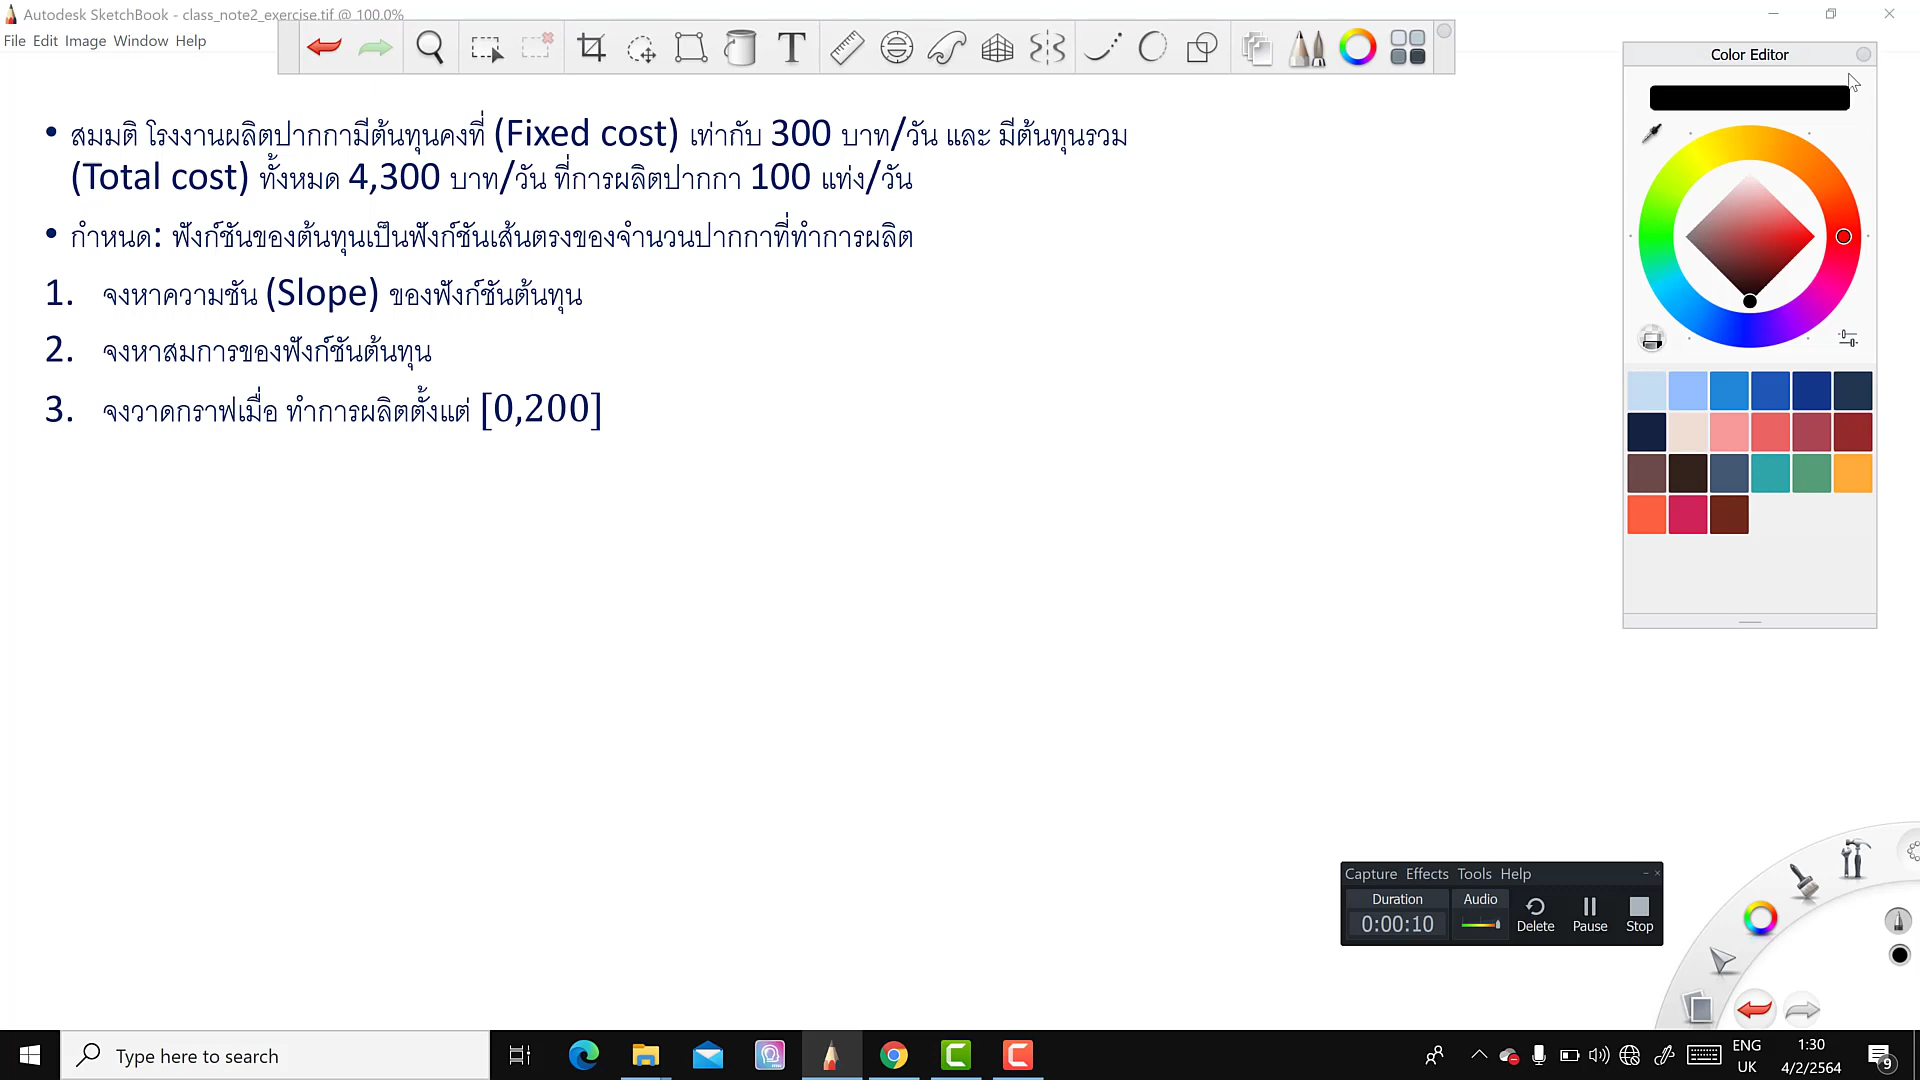 Autodesk SketchBook - class_note2_exercise.tif @ 100.0%
File Edit Image Window Help
Color Editor
• สมมติ โรงงานผลิตปากกามีต้นทุนคงที่ (Fixed cost) เท่ากับ 300 บาท/วัน และ มีต้นทุนรวม
(Total cost) ทั้งหมด 4,300 บาท/วัน ที่การผลิตปากกา 100 แท่ง/วัน
• กำหนด: ฟังก์ชันของต้นทุนเป็นฟังก์ชันเส้นตรงของจำนวนปากกาที่ทำการผลิต
1. จงหาความชัน (Slope) ของฟังก์ชันต้นทุน
2. จงหาสมการของฟังก์ชันต้นทุน
3. จงวาดกราฟเมื่อ ทำการผลิตตั้งแต่ [0,200]
Capture Effects Tools Help
Duration Audio
0:00:10 Delete Pause Stop
Type here to search
ENG
UK
1:30
4/2/2564
9